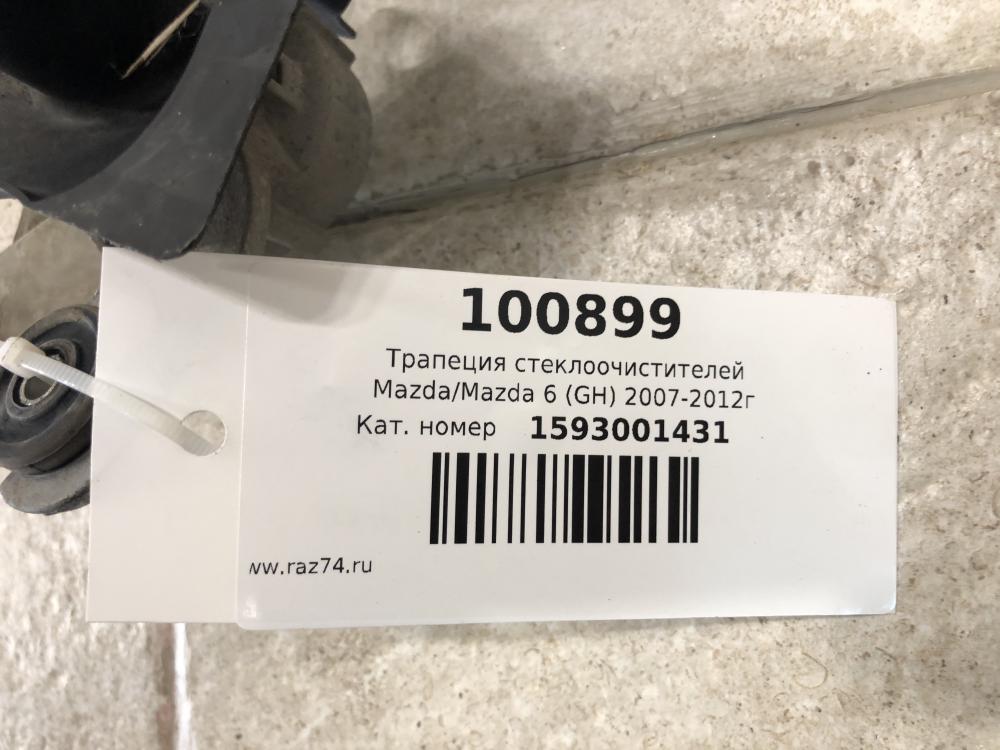 100899
Трапеция стеклоочистителей
Mazda/Mazda 6 (GH) 2007-2012г
Кат. номер 1593001431
ww.raz74.ru